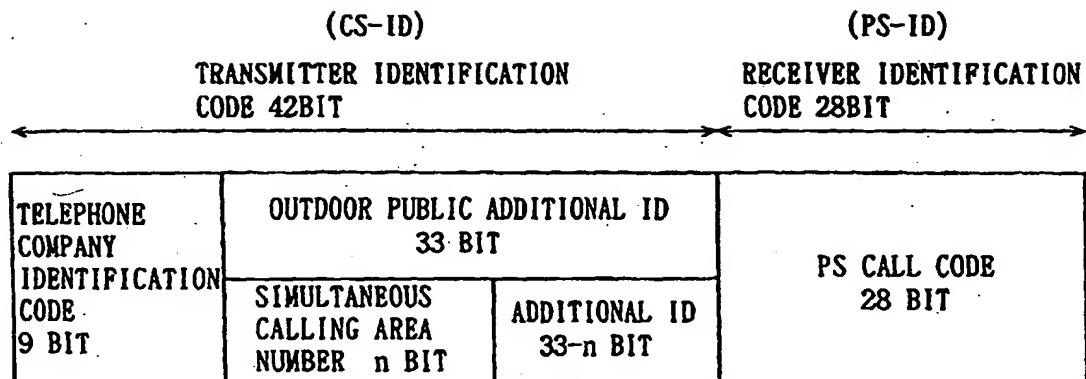 (CS-ID)
(PS-ID)
TRANSMITTER IDENTIFICATION
CODE 42BIT
RECEIVER IDENTIFICATION
CODE 28BIT
TELEPHONE
COMPANY
IDENTIFICATION
CODE
9 BIT
OUTDOOR PUBLIC ADDITIONAL ID
33 BIT
SIMULTANEOUS
CALLING AREA
NUMBER n BIT
ADDITIONAL ID
33-n BIT
PS CALL CODE
28 BIT